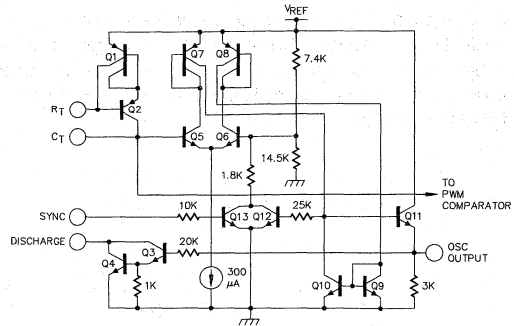 VREF
Q1
Q7
Q8
7.4K
RT
Q2
CT
Q5
Q6
14.5K
1.8K
TO
PWM
COMPARATOR
SYNC
10K
Q13
Q12
25K
Q11
DISCHARGE
Q3
20K
OSC
OUTPUT
Q4
1K
300
µA
Q10
Q9
3K